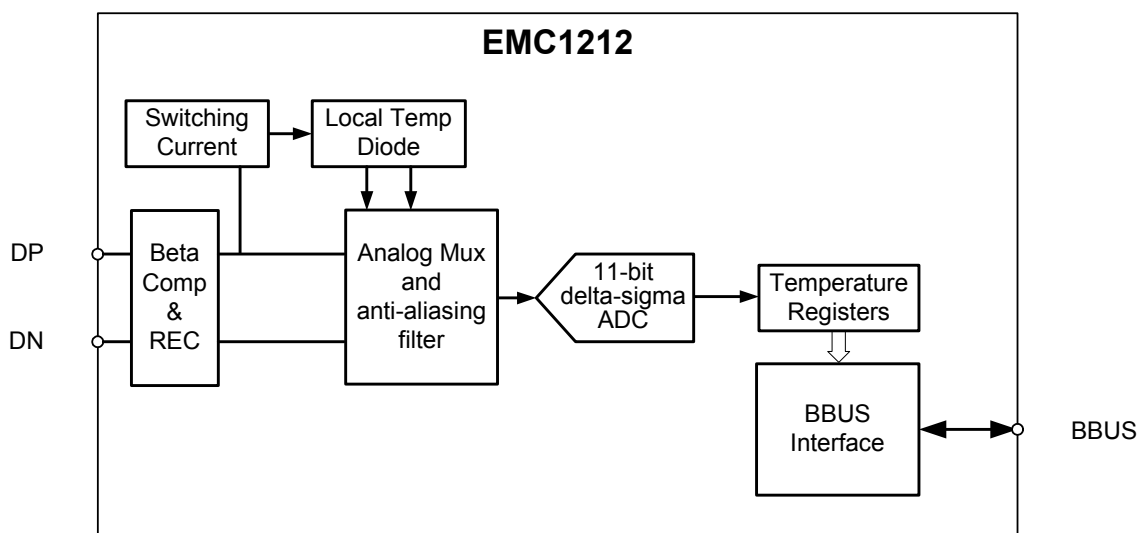 EMC1212
Switching
Current
Local Temp
Diode
DP
DN
Beta
Comp
&
REC
Analog Mux
and
anti-aliasing
filter
11-bit
delta-sigma
ADC
Temperature
Registers
BBUS
Interface
BBUS